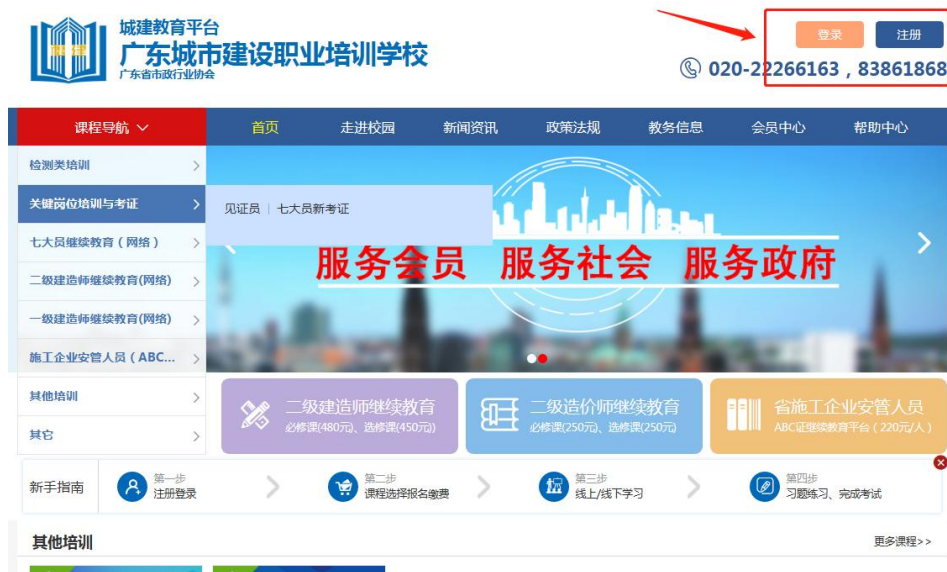 城建教育平台
广东城市建设职业培训学校
广东省市政行业协会
登录
注册
020-22266163，83861868
课程导航
首页
走进校园
新闻资讯
政策法规
教务信息
会员中心
帮助中心
检测类培训
关键岗位培训与考证
见证员 | 七大员新考证
七大员继续教育（网络）
二级建造师继续教育(网络)
一级建造师继续教育(网络)
施工企业安管人员（ABC...
其他培训
其它
服务会员 服务社会 服务政府
二级建造师继续教育
必修课(480元)、选修课(450元)
二级造价师继续教育
必修课(250元)、选修课(250元)
省施工企业安管人员
ABC证继续教育平台（220元/人）
新手指南
第一步
注册登录
第二步
课程选择报名缴费
第三步
线上/线下学习
第四步
习题练习、完成考试
其他培训
更多课程>>